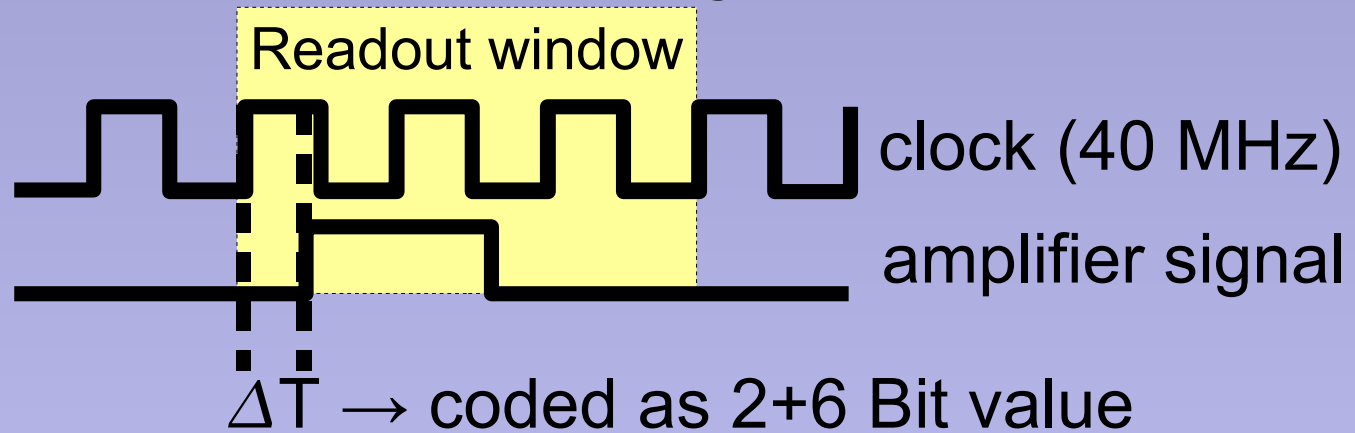 Readout window
clock (40 MHz)
amplifier signal
ΔT → coded as 2+6 Bit value